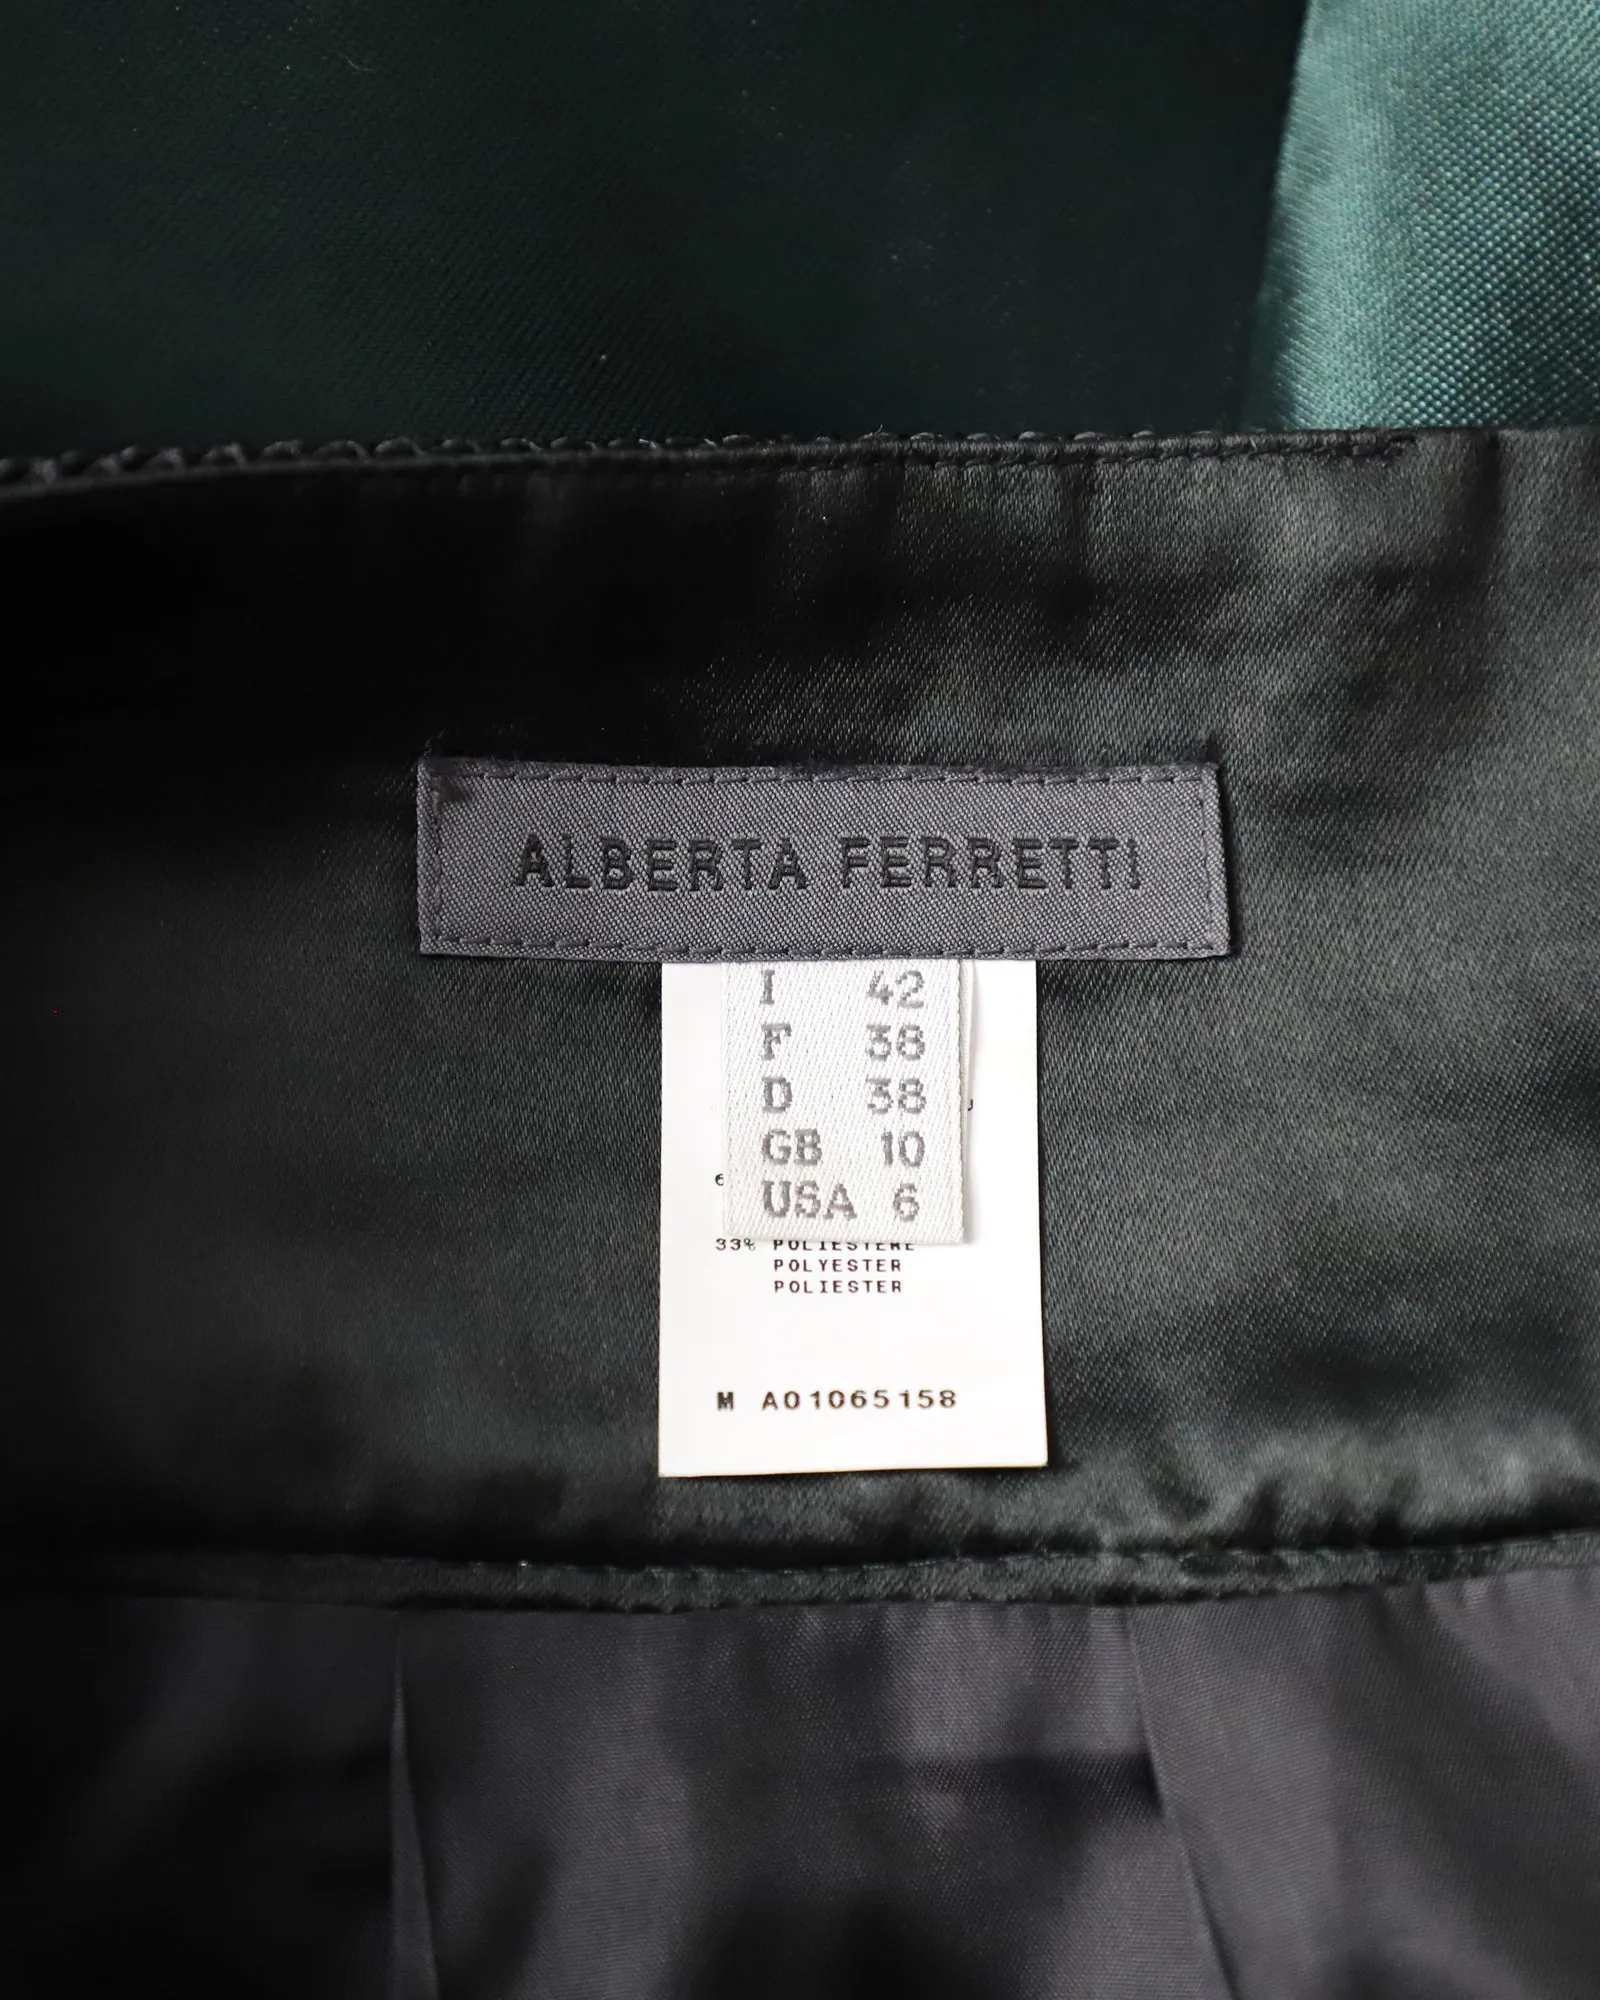 ALBERTA FERRETTI
I 42
F 38
D 38
GB 10
USA 6
33% POLIESTERE
POLYESTER
POLIESTER
M A01065158